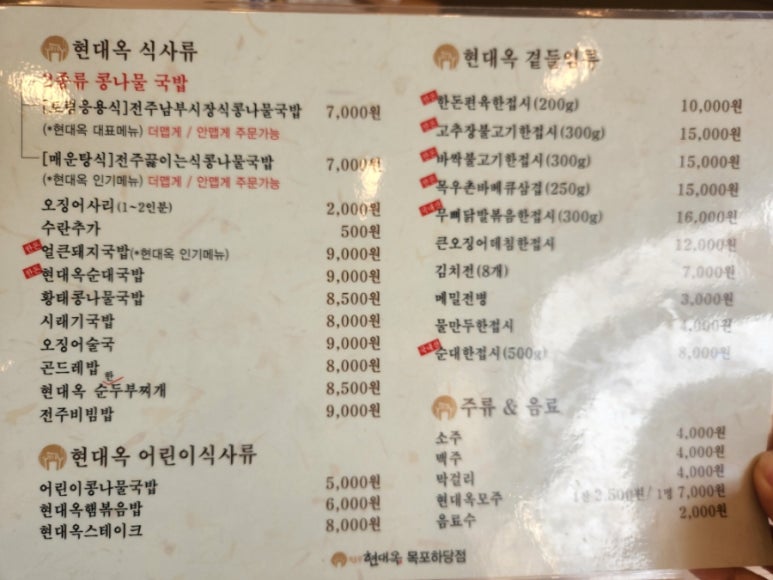 현대옥 식사류
2종류 콩나물 국밥
[토렴응용식]전주남부시장식콩나물국밥 7,000원
(*현대옥 대표메뉴) 더맵게 / 안맵게 주문가능
[매운탕식]전주끓이는식콩나물국밥 7,000원
(*현대옥 인기메뉴) 더맵게 / 안맵게 주문가능
오징어사리(1~2인분) 2,000원
수란추가 500원
얼큰돼지국밥(*현대옥 인기메뉴) 9,000원
현대옥순대국밥 9,000원
황태콩나물국밥 8,500원
시래기국밥 8,000원
오징어술국 9,000원
곤드레밥 8,000원
한
현대옥 순두부찌개 8,500원
전주비빔밥 9,000원
현대옥 어린이식사류
어린이콩나물국밥 5,000원
현대옥햄볶음밥 6,000원
현대옥스테이크 8,000원
현대옥 곁들임류
한돈편육한접시(200g) 10,000원
고추장불고기한접시(300g) 15,000원
바싹불고기한접시(300g) 15,000원
목우촌바베큐삼겹(250g) 15,000원
무뼈닭발볶음한접시(300g) 16,000원
큰오징어데침한접시 12,000원
김치전(8개) 7,000원
메밀전병 3,000원
물만두한접시 4,000원
순대한접시(500g) 8,000원
주류 & 음료
소주 4,000원
맥주 4,000원
막걸리 4,000원
현대옥모주 1잔 2,500원/ 1병 7,000원
음료수 2,000원
현대옥 목포하당점